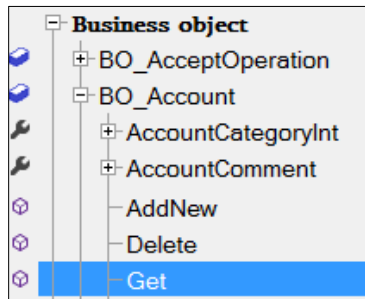 Business object
BO_AcceptOperation
BO_Account
AccountCategoryInt
AccountComment
AddNew
Delete
Get